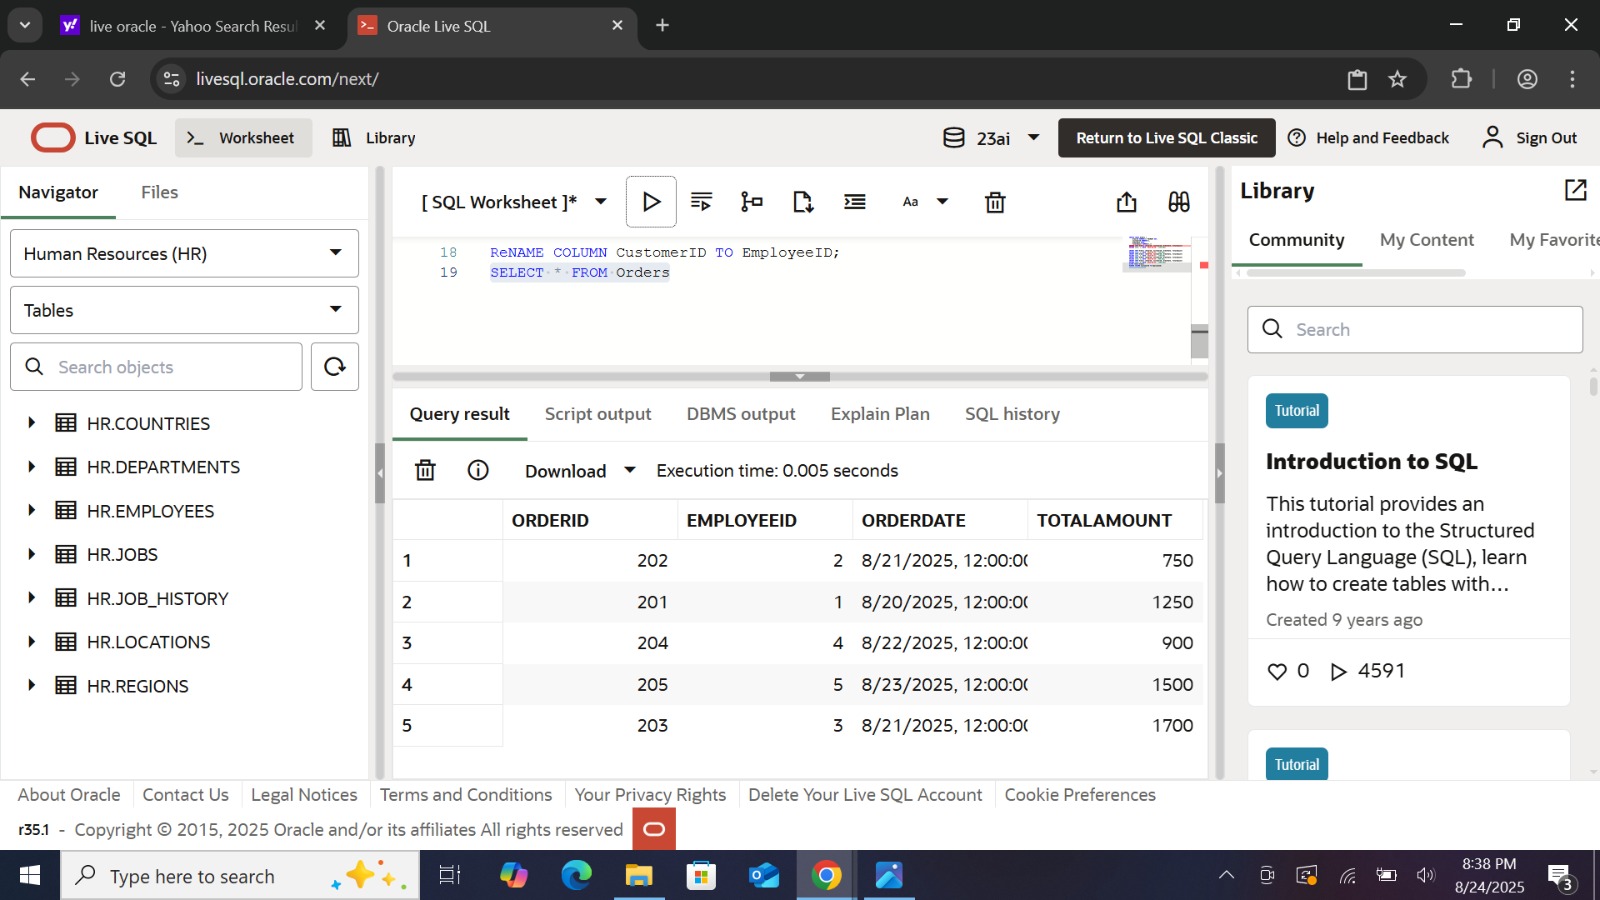 live oracle - Yahoo Search Resu
Oracle Live SQL
livesql.oracle.com/next/
Live SQL
Worksheet
Library
23ai
Return to Live SQL Classic
Help and Feedback
Sign Out
Navigator
Files
Human Resources (HR)
Tables
Search objects
HR.COUNTRIES
HR.DEPARTMENTS
HR.EMPLOYEES
HR.JOBS
HR.JOB_HISTORY
HR.LOCATIONS
HR.REGIONS
[ SQL Worksheet ]*
Aa
18 ReNAME COLUMN CustomerID TO EmployeeID;
19 SELECT * FROM Orders
Query result
Script output
DBMS output
Explain Plan
SQL history
Download
Execution time: 0.005 seconds
ORDERID EMPLOYEEID ORDERDATE TOTALAMOUNT
1 202 2 8/21/2025, 12:00:00 750
2 201 1 8/20/2025, 12:00:00 1250
3 204 4 8/22/2025, 12:00:00 900
4 205 5 8/23/2025, 12:00:00 1500
5 203 3 8/21/2025, 12:00:00 1700
Library
Community
My Content
My Favorite
Search
Tutorial
Introduction to SQL
This tutorial provides an
introduction to the Structured
Query Language (SQL), learn
how to create tables with...
Created 9 years ago
0
4591
Tutorial
About Oracle
Contact Us
Legal Notices
Terms and Conditions
Your Privacy Rights
Delete Your Live SQL Account
Cookie Preferences
r35.1 - Copyright © 2015, 2025 Oracle and/or its affiliates All rights reserved
Type here to search
8:38 PM
8/24/2025
3